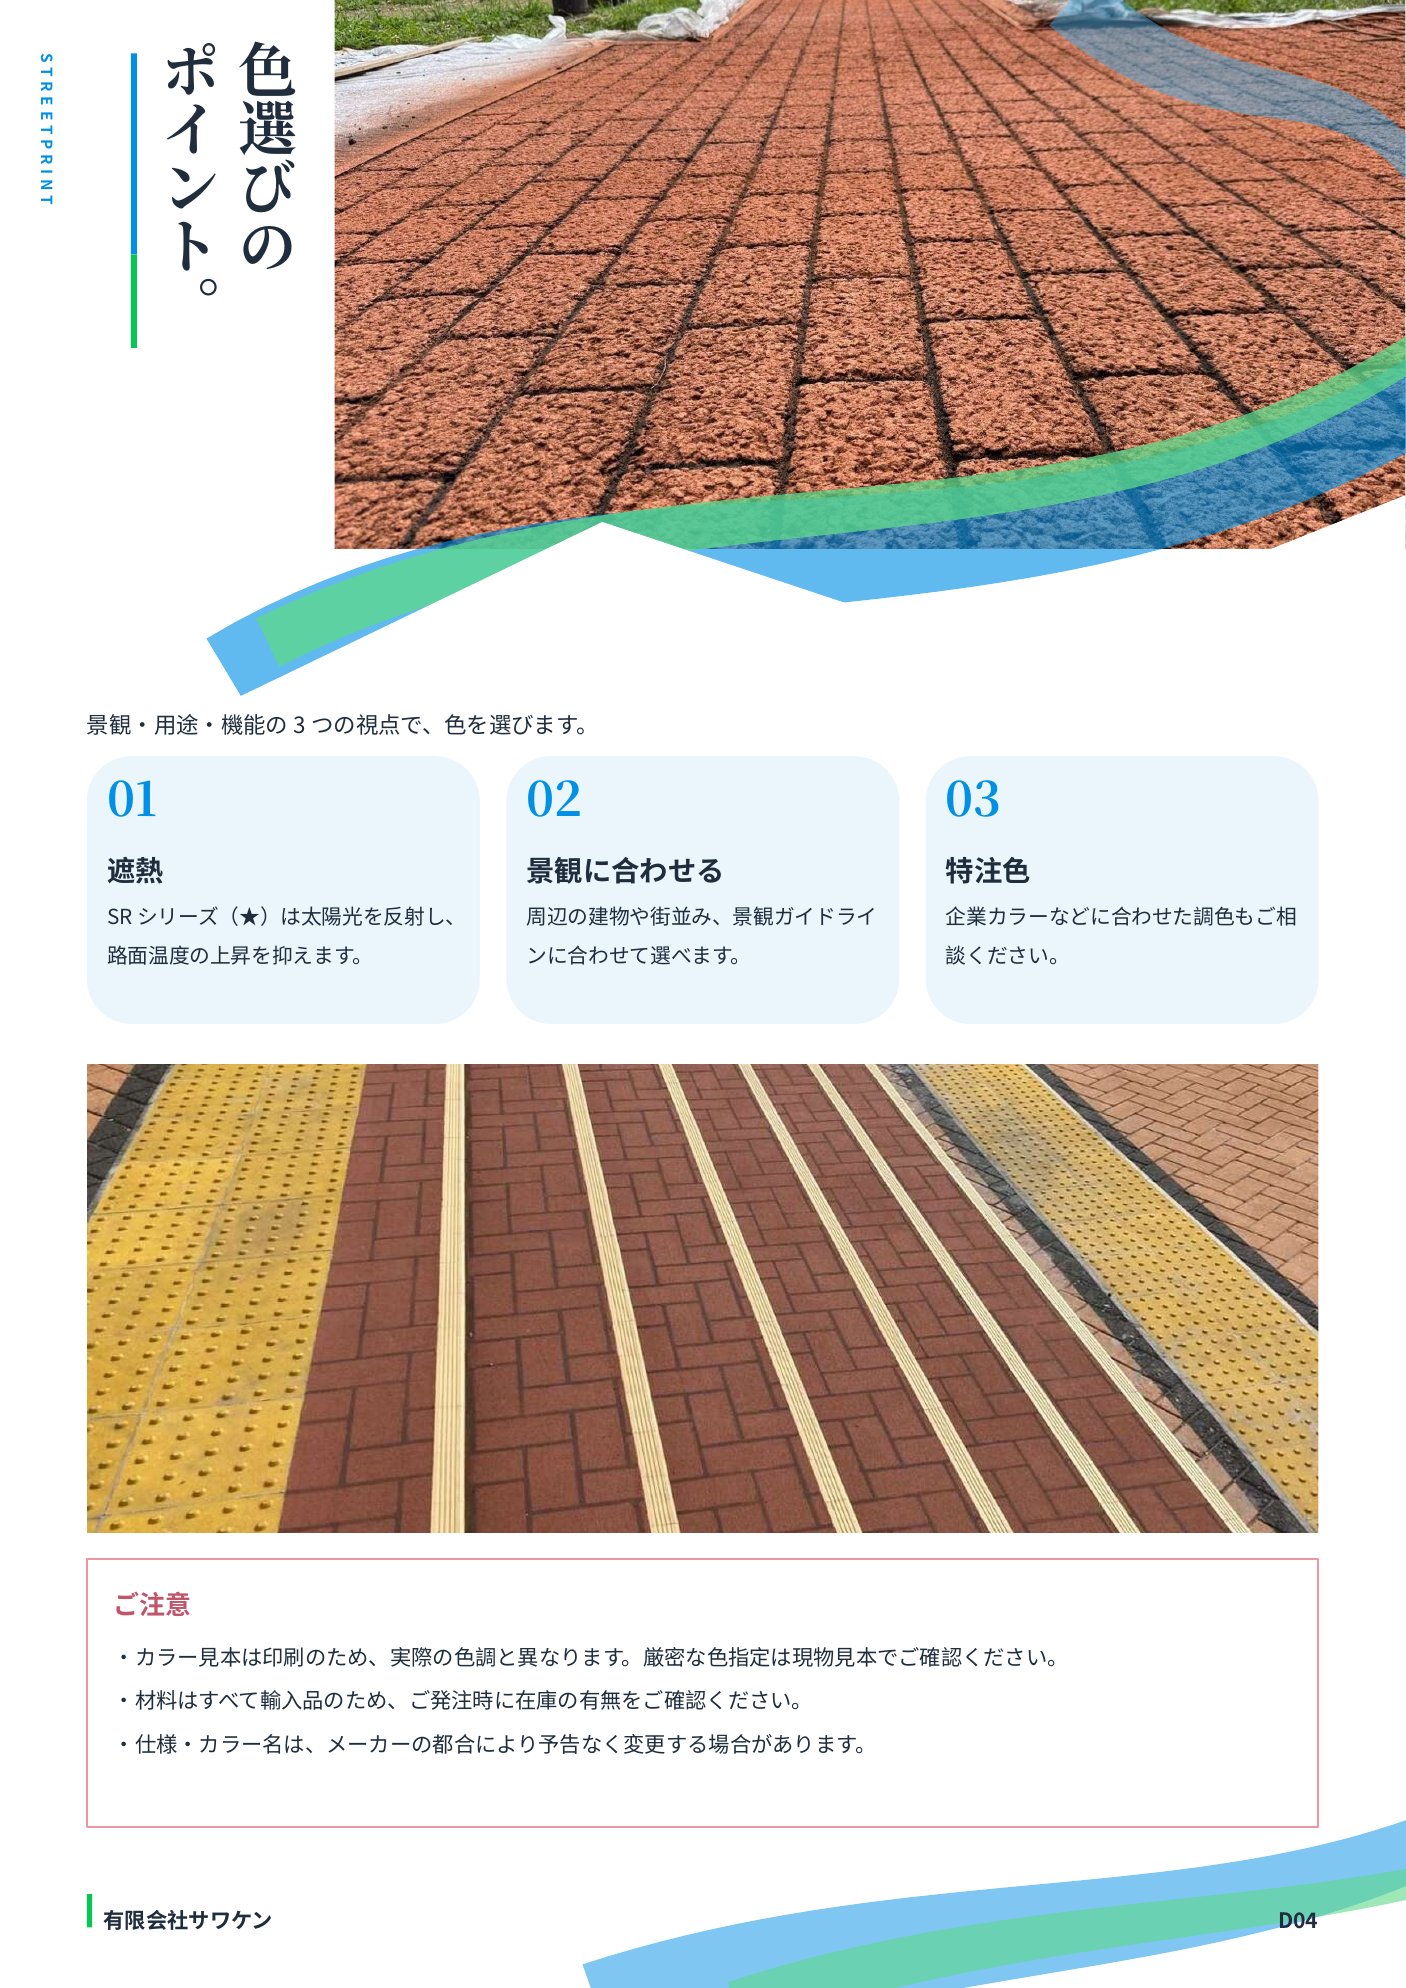 STREETPRINT
色選びの
ポイント。
景観・用途・機能の 3 つの視点で、色を選びます。
01
遮熱
SR シリーズ（★）は太陽光を反射し、
路面温度の上昇を抑えます。
02
景観に合わせる
周辺の建物や街並み、景観ガイドライ
ンに合わせて選べます。
03
特注色
企業カラーなどに合わせた調色もご相
談ください。
ご注意
・カラー見本は印刷のため、実際の色調と異なります。厳密な色指定は現物見本でご確認ください。
・材料はすべて輸入品のため、ご発注時に在庫の有無をご確認ください。
・仕様・カラー名は、メーカーの都合により予告なく変更する場合があります。
有限会社サワケン
D04